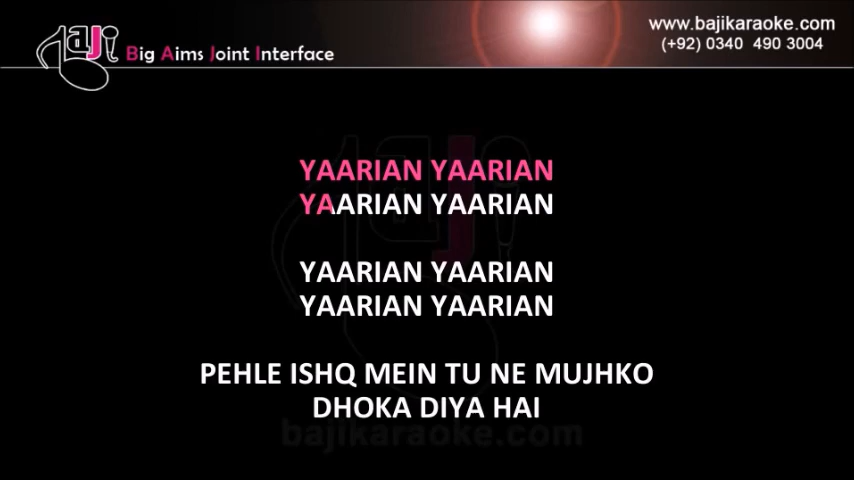 BaJi
Big Aims Joint Interface
www.bajikaraoke.com
(+92) 0340 490 3004
YAARIAN YAARIAN
YAARIAN YAARIAN
YAARIAN YAARIAN
YAARIAN YAARIAN
PEHLE ISHQ MEIN TU NE MUJHKO
DHOKA DIYA HAI
bajikaraoke.com